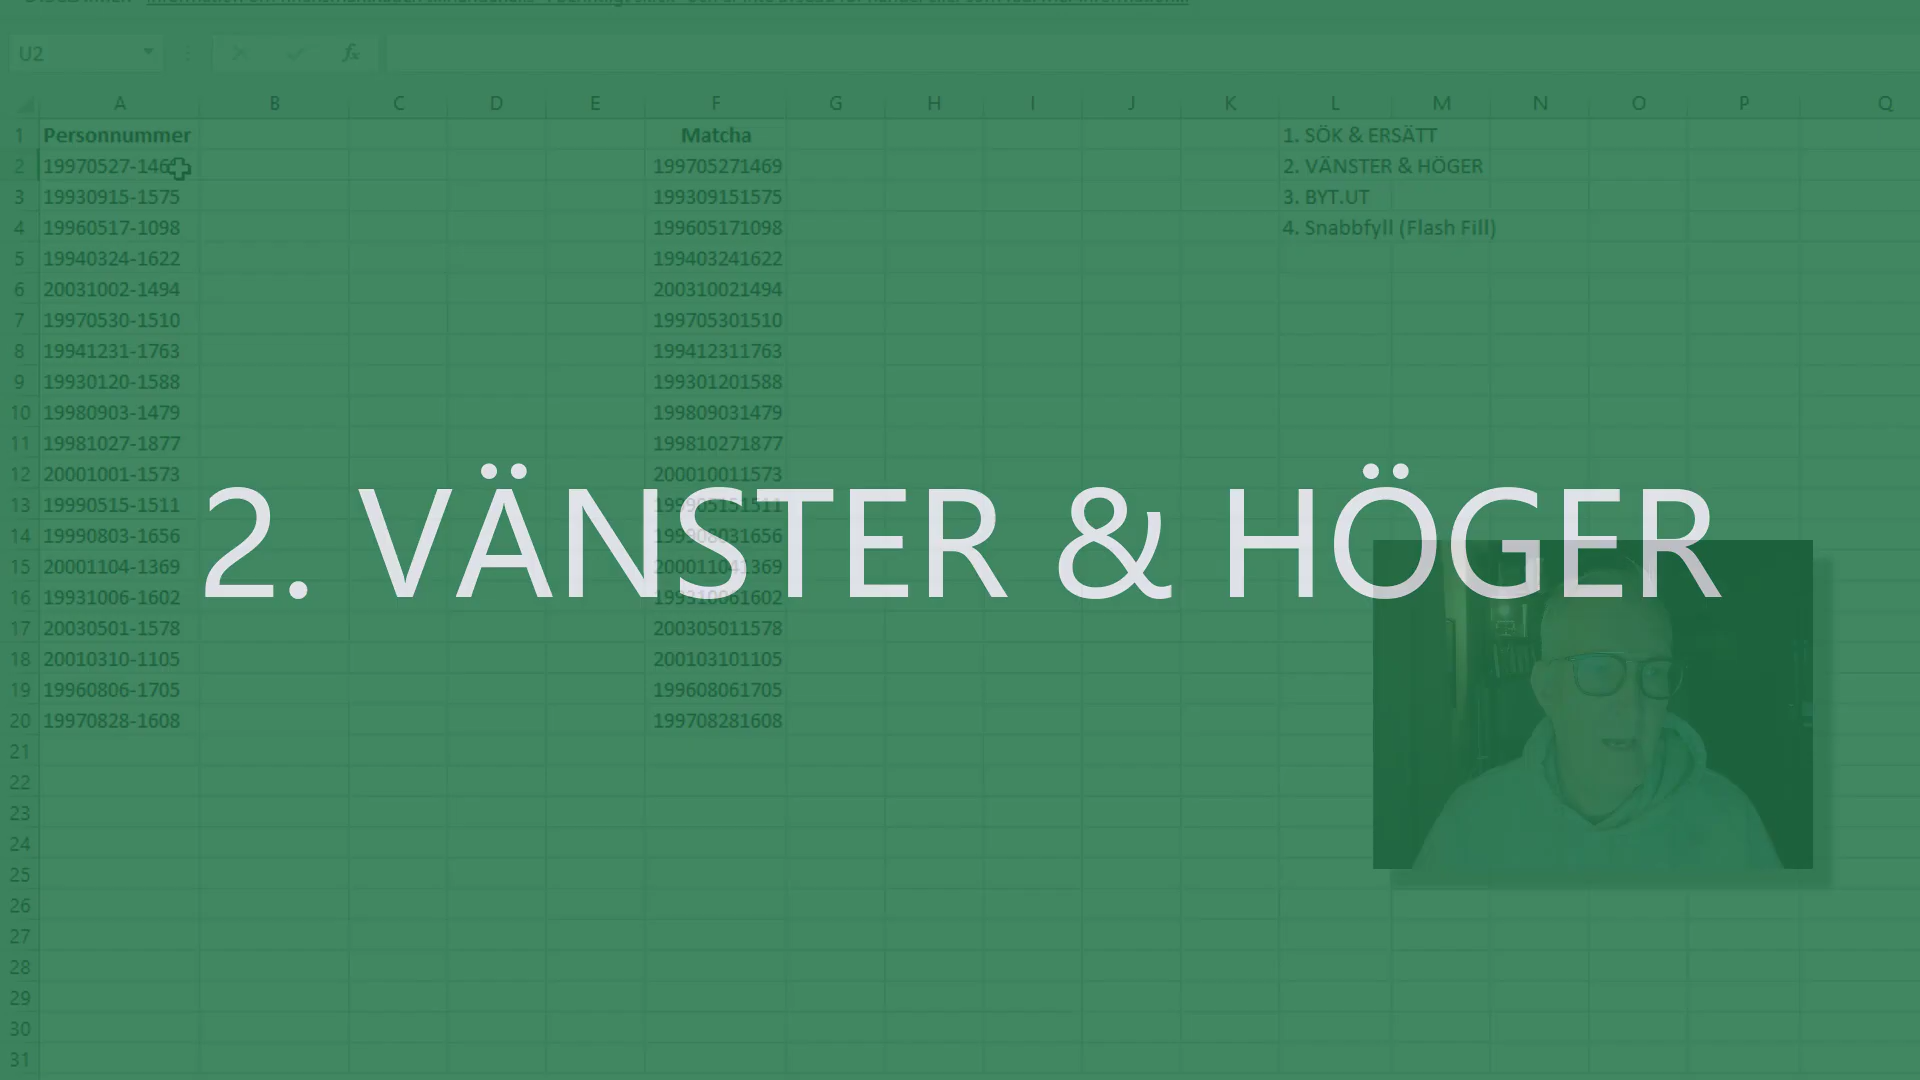 U2
fx
A B C D E F G H I J K L M N O P Q
1 Personnummer Matcha 1. SÖK & ERSÄTT
2 19970527-146 199705271469 2. VÄNSTER & HÖGER
3 19930915-1575 199309151575 3. BYT.UT
4 19960517-1098 199605171098 4. Snabbfyll (Flash Fill)
5 19940324-1622 199403241622
6 20031002-1494 200310021494
7 19970530-1510 199705301510
8 19941231-1763 199412311763
9 19930120-1588 199301201588
10 19980903-1479 199809031479
11 19981027-1877 199810271877
12 20001001-1573 200010011573
13 19990515-1511 199905151511
14 19990803-1656 199908031656
2. VÄNSTER & HÖGER
15 20001104-1369 200011041369
16 19931006-1602 199310061602
17 20030501-1578 200305011578
18 20010310-1105 200103101105
19 19960806-1705 199608061705
20 19970828-1608 199708281608
21
22
23
24
25
26
27
28
29
30
31